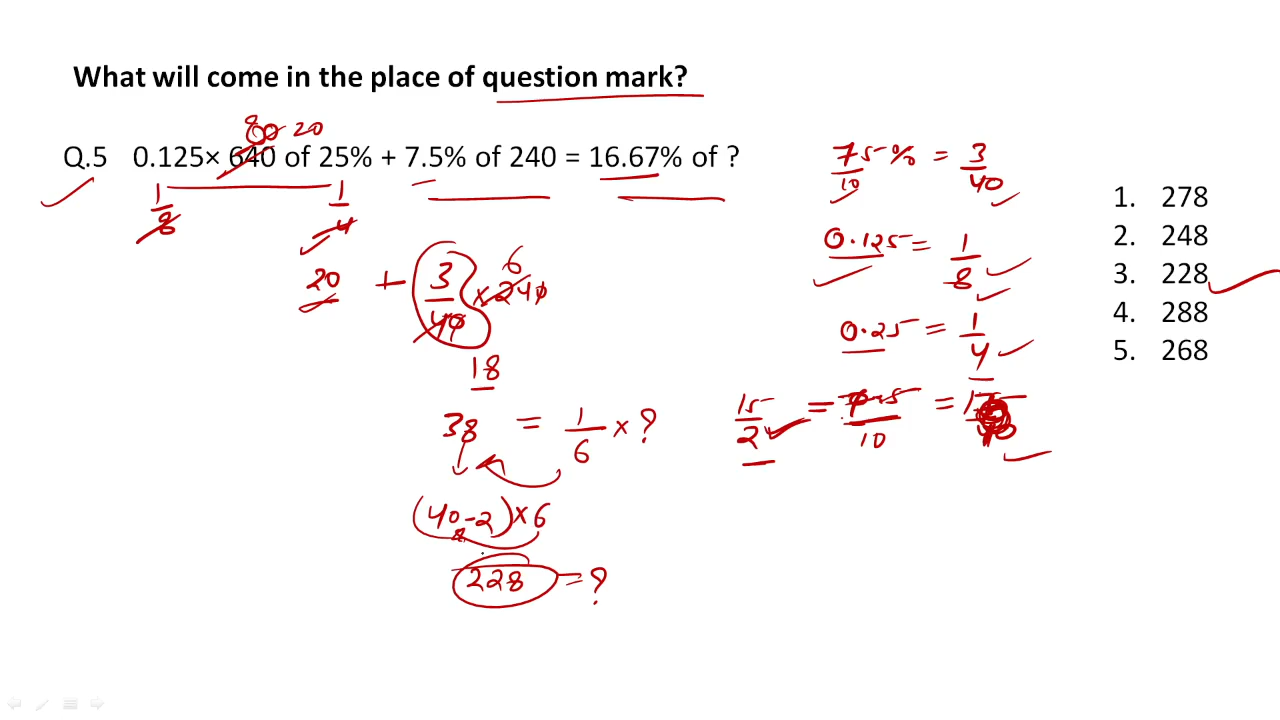 What will come in the place of question mark?
80 20
Q.5 0.125× 640 of 25% + 7.5% of 240 = 16.67% of ?
1/8 1/4
20 + 3/40 × 240 6
18
38 = 1/6 × ?
(40-2) × 6
228 = ?
75/10 % = 3/40
0.125 = 1/8
0.25 = 1/4
15/2 = 7.5/10 =
1. 278
2. 248
3. 228
4. 288
5. 268